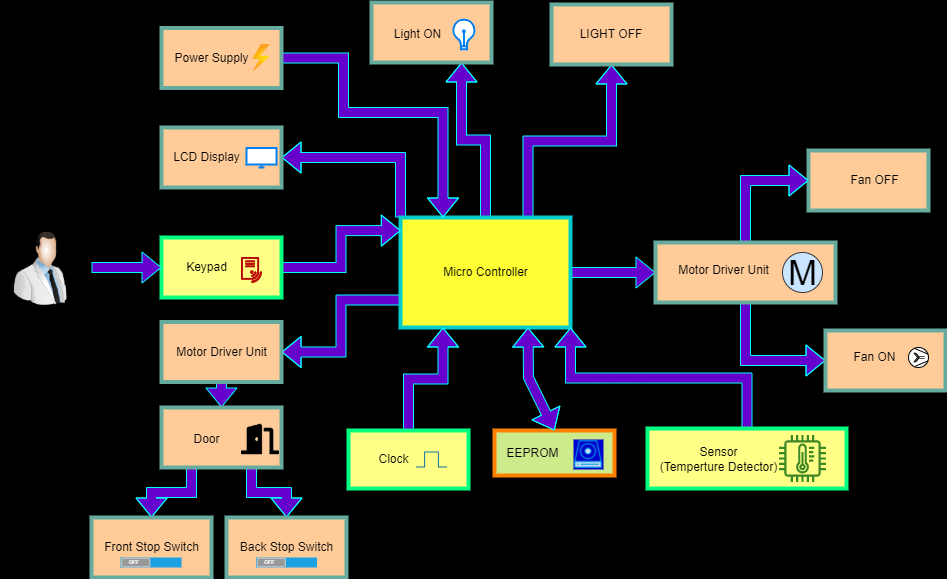 Light ON
LIGHT OFF
Power Supply
LCD Display
Fan OFF
Keypad
Micro Controller
Motor Driver Unit
M
Motor Driver Unit
Fan ON
Door
Clock
EEPROM
Sensor
(Temperture Detector)
Front Stop Switch
OFF
Back Stop Switch
OFF